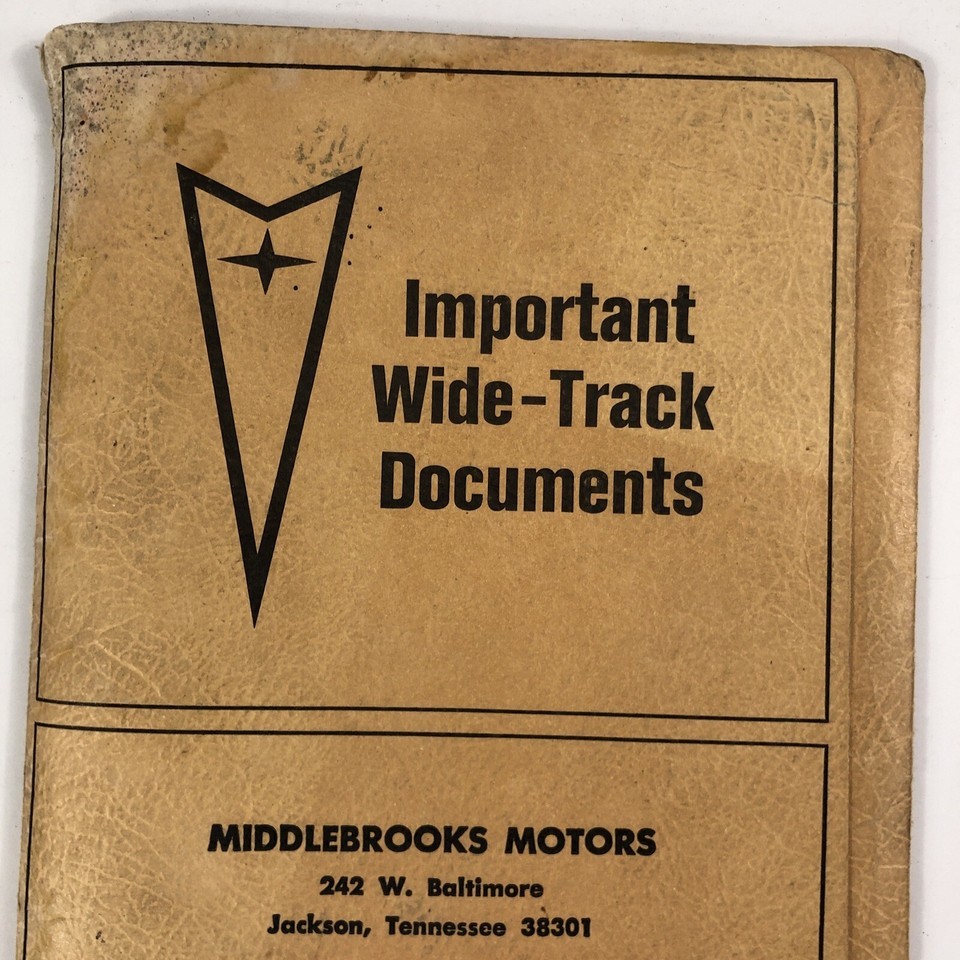 Important
Wide-Track
Documents
MIDDLEBROOKS MOTORS
242 W. Baltimore
Jackson, Tennessee 38301